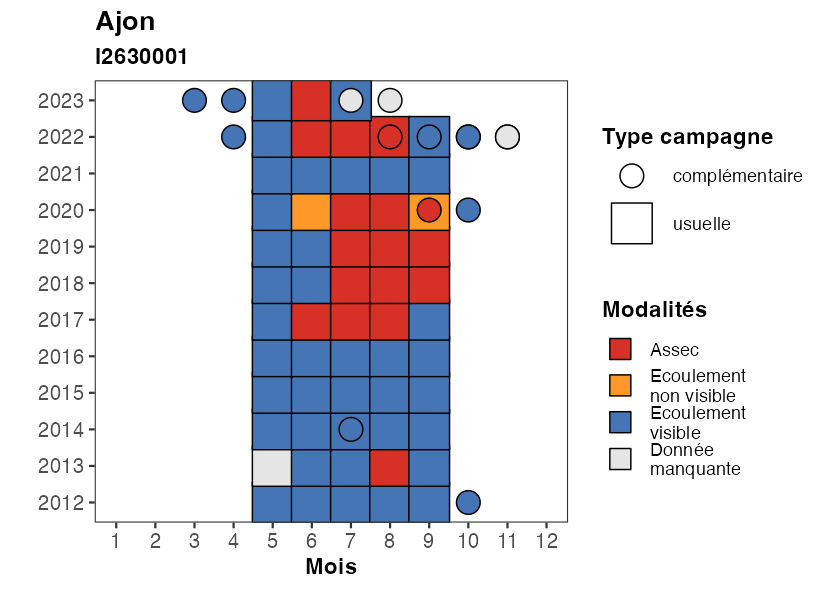 Ajon
I2630001
2023
2022
2021
2020
2019
2018
2017
2016
2015
2014
2013
2012
1 2 3 4 5 6 7 8 9 10 11 12
Mois
Type campagne
complémentaire
usuelle
Modalités
Assec
Ecoulement
non visible
Ecoulement
visible
Donnée
manquante